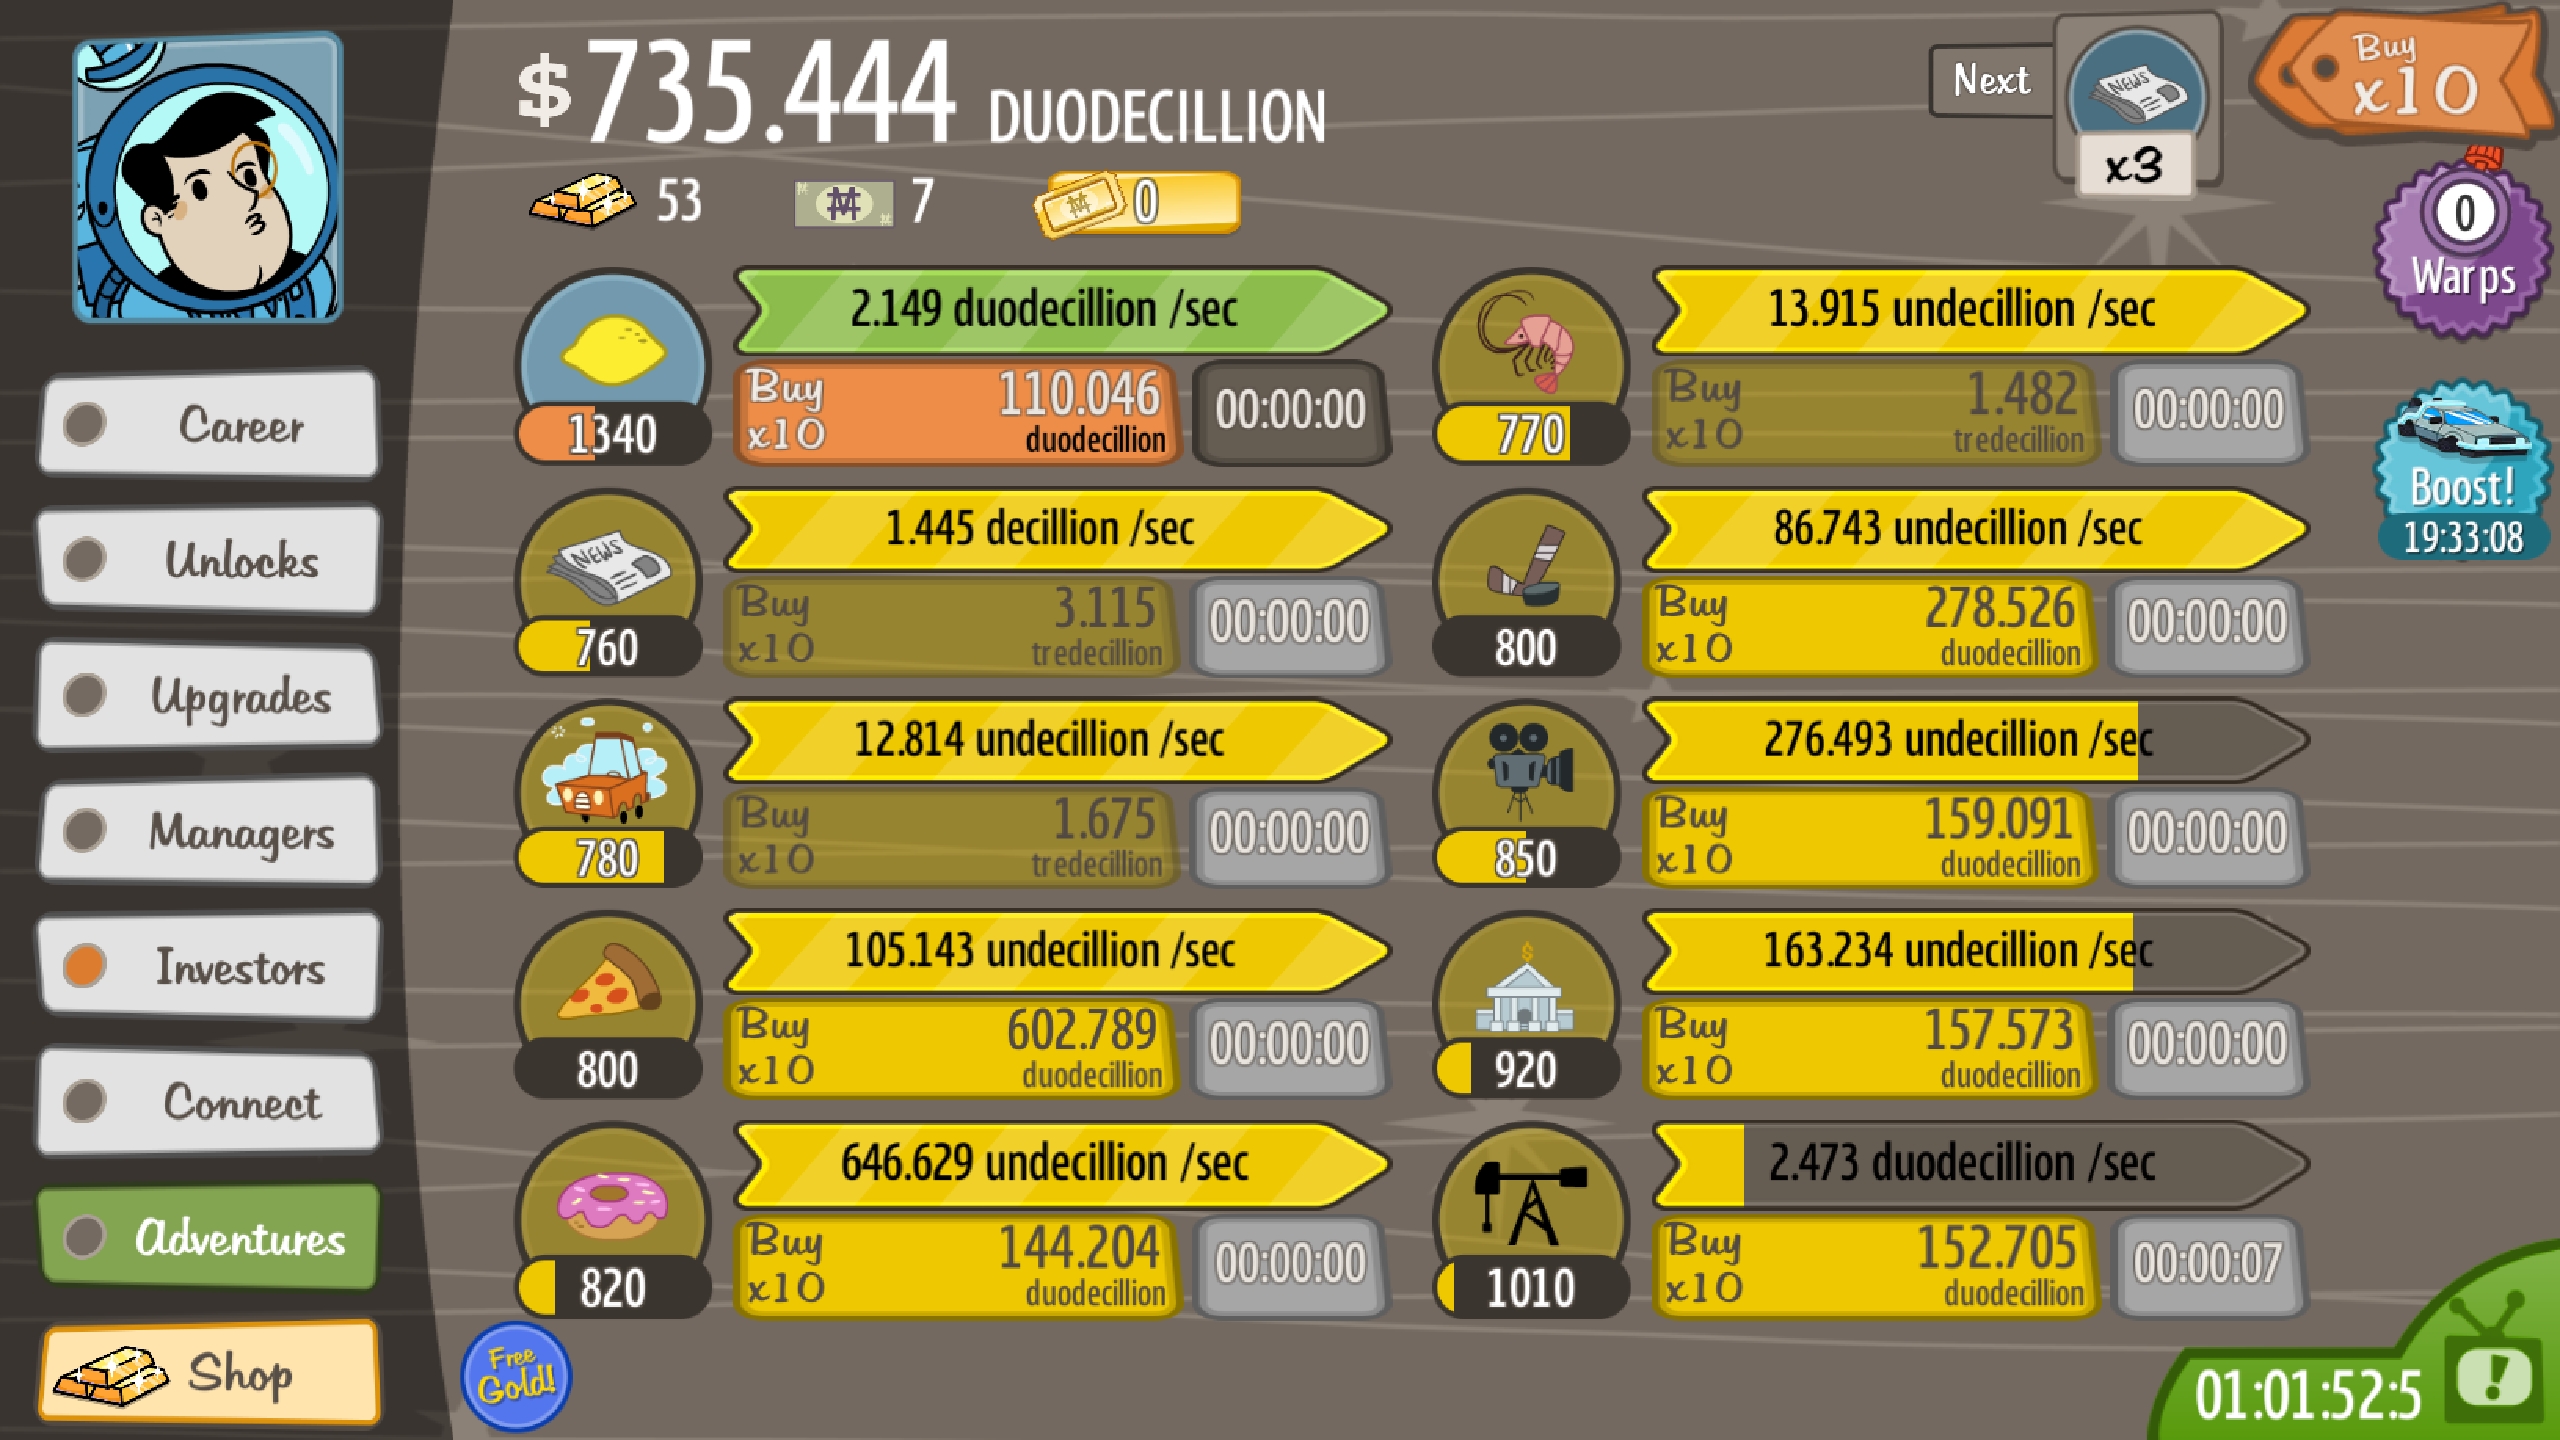 $735.444 DUODECILLION
53
7
0
Next
x3
Buy
x10
0
Warps
Boost!
19:33:08
Career
Unlocks
Upgrades
Managers
Investors
Connect
Adventures
Shop
2.149 duodecillion /sec
1340
Buy
x10
110.046
duodecillion
00:00:00
NEWS
1.445 decillion /sec
760
Buy
x10
3.115
tredecillion
00:00:00
12.814 undecillion /sec
780
Buy
x10
1.675
tredecillion
00:00:00
105.143 undecillion /sec
800
Buy
x10
602.789
duodecillion
00:00:00
646.629 undecillion /sec
820
Buy
x10
144.204
duodecillion
00:00:00
13.915 undecillion /sec
770
Buy
x10
1.482
tredecillion
00:00:00
86.743 undecillion /sec
800
Buy
x10
278.526
duodecillion
00:00:00
276.493 undecillion /sec
850
Buy
x10
159.091
duodecillion
00:00:00
163.234 undecillion /sec
920
Buy
x10
157.573
duodecillion
00:00:00
2.473 duodecillion /sec
1010
Buy
x10
152.705
duodecillion
00:00:07
Free
Gold!
01:01:52:5
!
NEWS